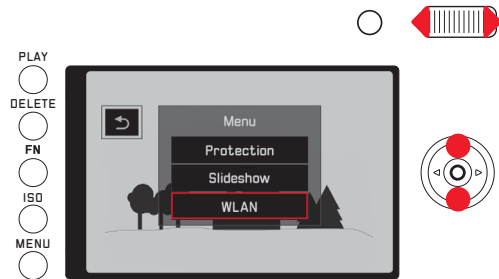 PLAY
DELETE
FN
ISO
MENU
Menu
Protection
Slideshow
WLAN